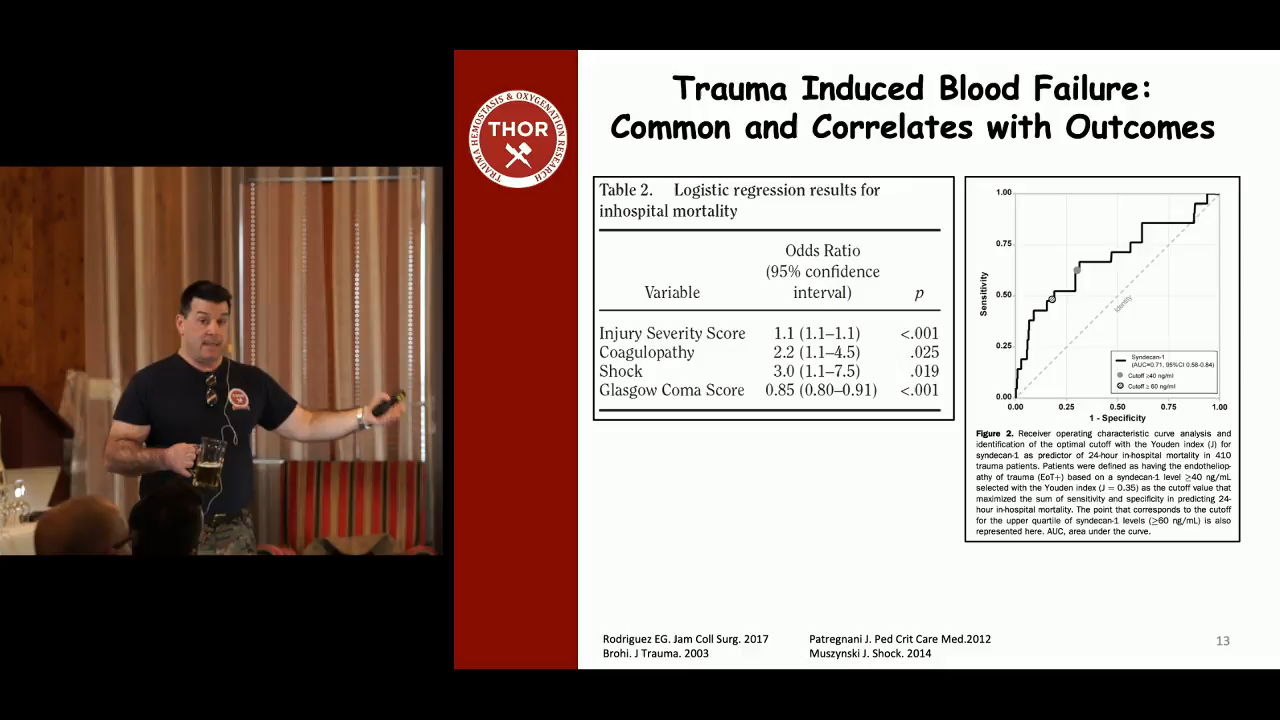 TRAUMA HEMOSTASIS & OXYGENATION RESEARCH
THOR
Trauma Induced Blood Failure:
Common and Correlates with Outcomes
Table 2. Logistic regression results for
inhospital mortality
Odds Ratio
(95% confidence
Variable interval) p
Injury Severity Score 1.1 (1.1–1.1) <.001
Coagulopathy 2.2 (1.1–4.5) .025
Shock 3.0 (1.1–7.5) .019
Glasgow Coma Score 0.85 (0.80–0.91) <.001
1.00
0.75
0.50
0.25
0.00
Sensitivity
Identity
Syndecan-1
(AUC=0.71, 95%CI 0.58-0.84)
Cutoff ≥40 ng/ml
Cutoff ≥ 60 ng/ml
0.00 0.25 0.50 0.75 1.00
1 - Specificity
Figure 2. Receiver operating characteristic curve analysis and
identification of the optimal cutoff with the Youden index (J) for
syndecan-1 as predictor of 24-hour in-hospital mortality in 410
trauma patients. Patients were defined as having the endotheliop-
athy of trauma (EoT+) based on a syndecan-1 level ≥40 ng/mL
selected with the Youden index (J = 0.35) as the cutoff value that
maximized the sum of sensitivity and specificity in predicting 24-
hour in-hospital mortality. The point that corresponds to the cutoff
for the upper quartile of syndecan-1 levels (≥60 ng/mL) is also
represented here. AUC, area under the curve.
Rodriguez EG. Jam Coll Surg. 2017
Brohi. J Trauma. 2003
Patregnani J. Ped Crit Care Med.2012
Muszynski J. Shock. 2014
13